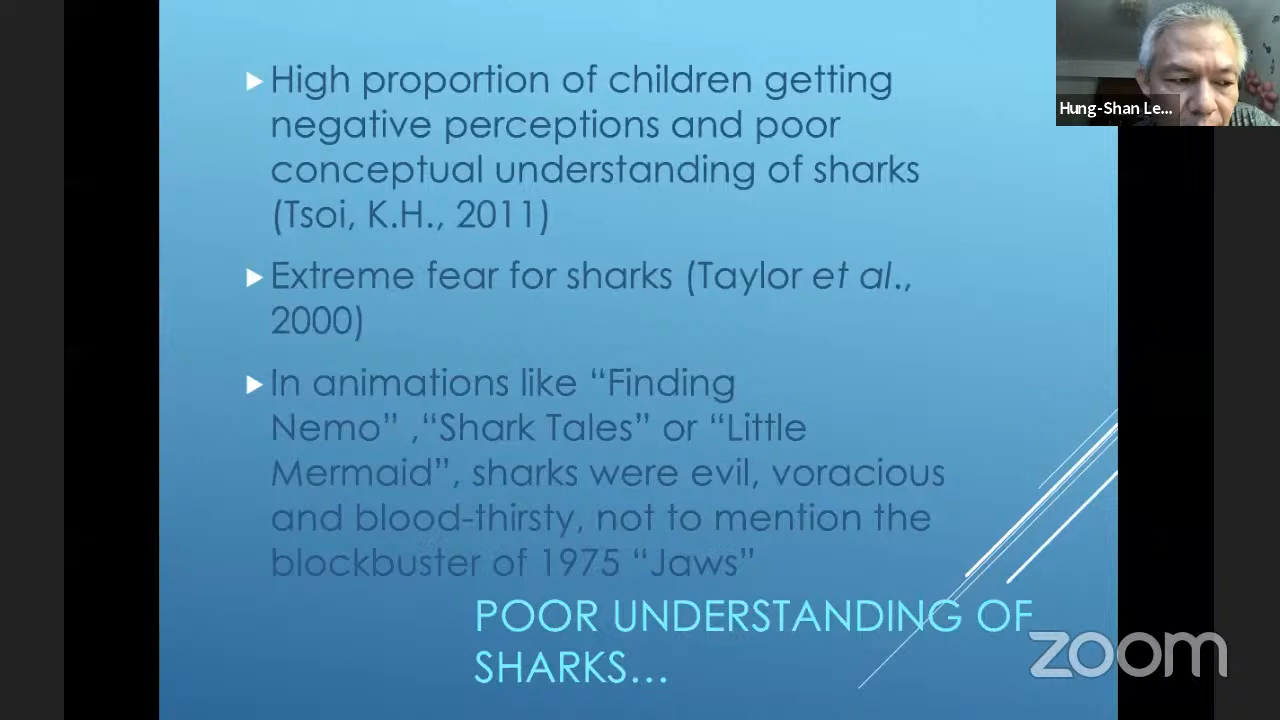 High proportion of children getting
negative perceptions and poor
conceptual understanding of sharks
(Tsoi, K.H., 2011)
Extreme fear for sharks (Taylor et al.,
2000)
In animations like “Finding
Nemo” ,“Shark Tales” or “Little
Mermaid”, sharks were evil, voracious
and blood-thirsty, not to mention the
blockbuster of 1975 “Jaws”
POOR UNDERSTANDING OF
SHARKS…
Hung-Shan Le...
zoom